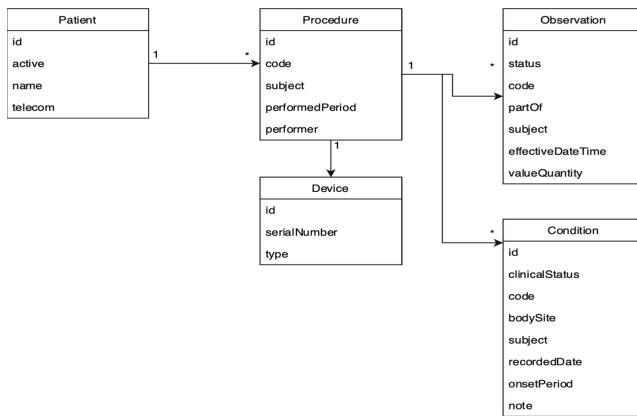 Patient
id
active
name
telecom
1
*
Procedure
id
code
subject
performedPeriod
performer
1
1
*
Device
id
serialNumber
type
Observation
id
status
code
partOf
subject
effectiveDateTime
valueQuantity
*
Condition
id
clinicalStatus
code
bodySite
subject
recordedDate
onsetPeriod
note